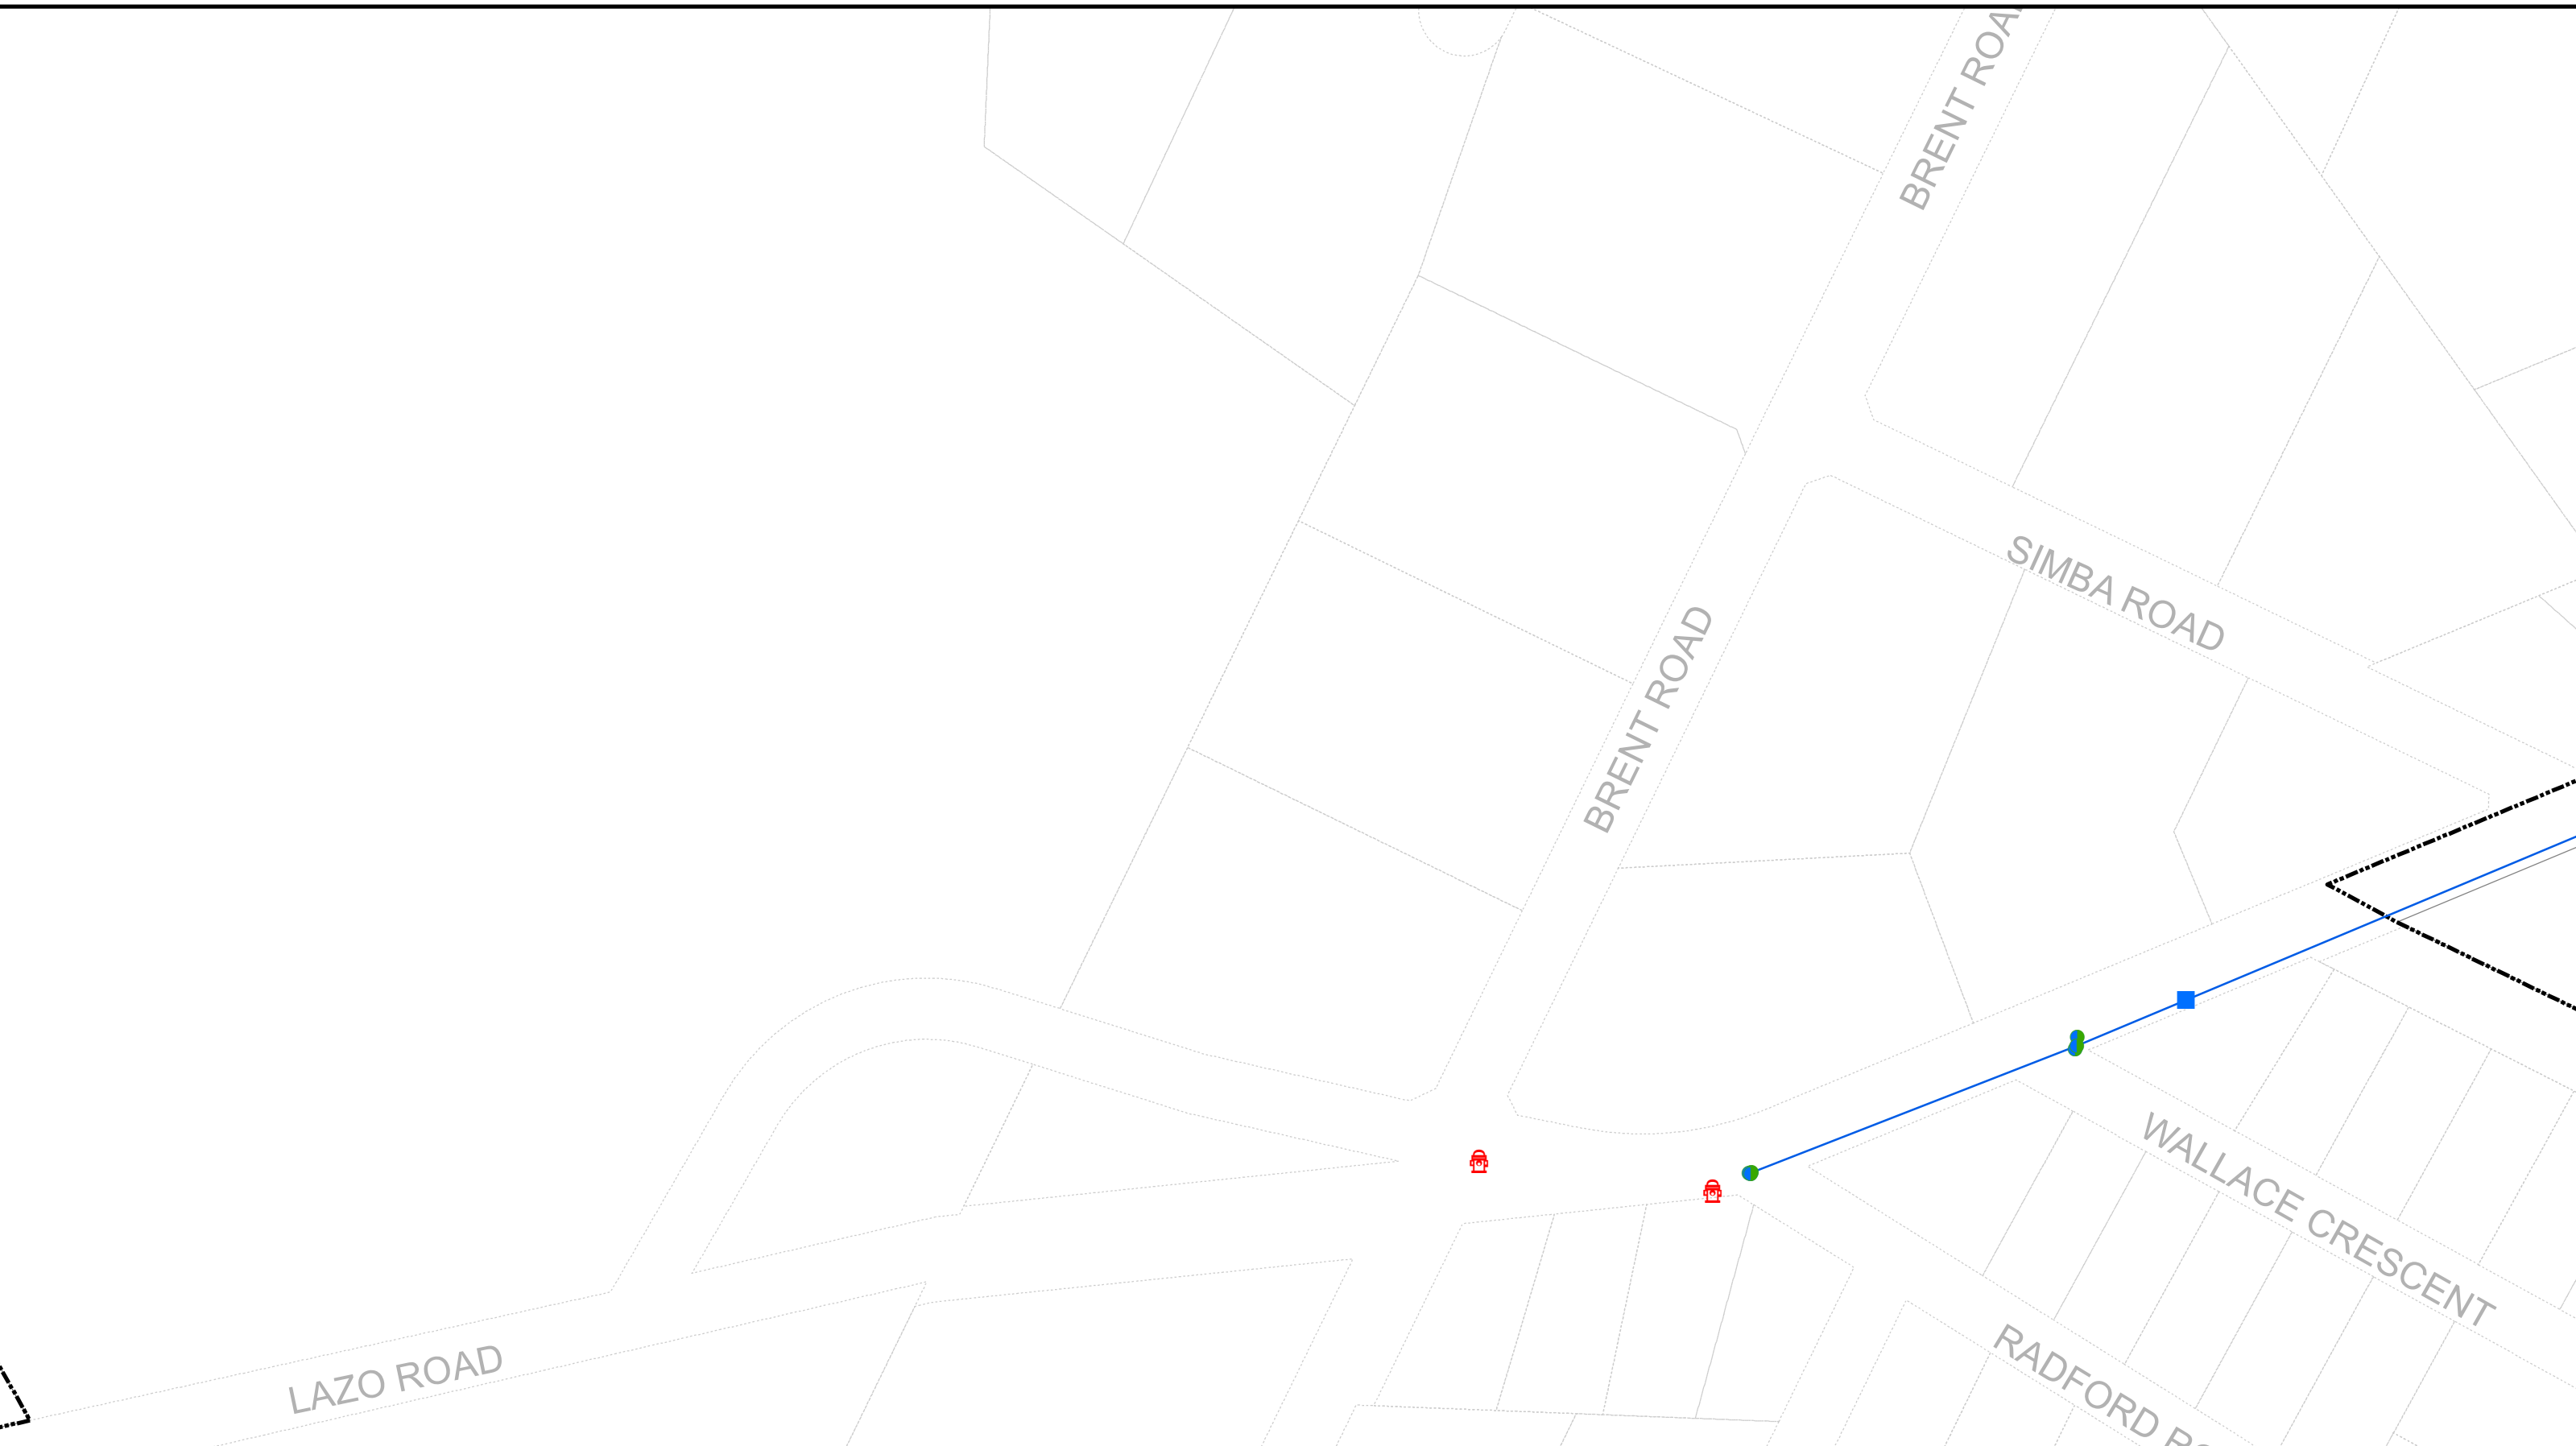 BRENT ROA
SIMBA ROAD
BRENT ROAD
WALLACE CRESCENT
LAZO ROAD
RADFORD